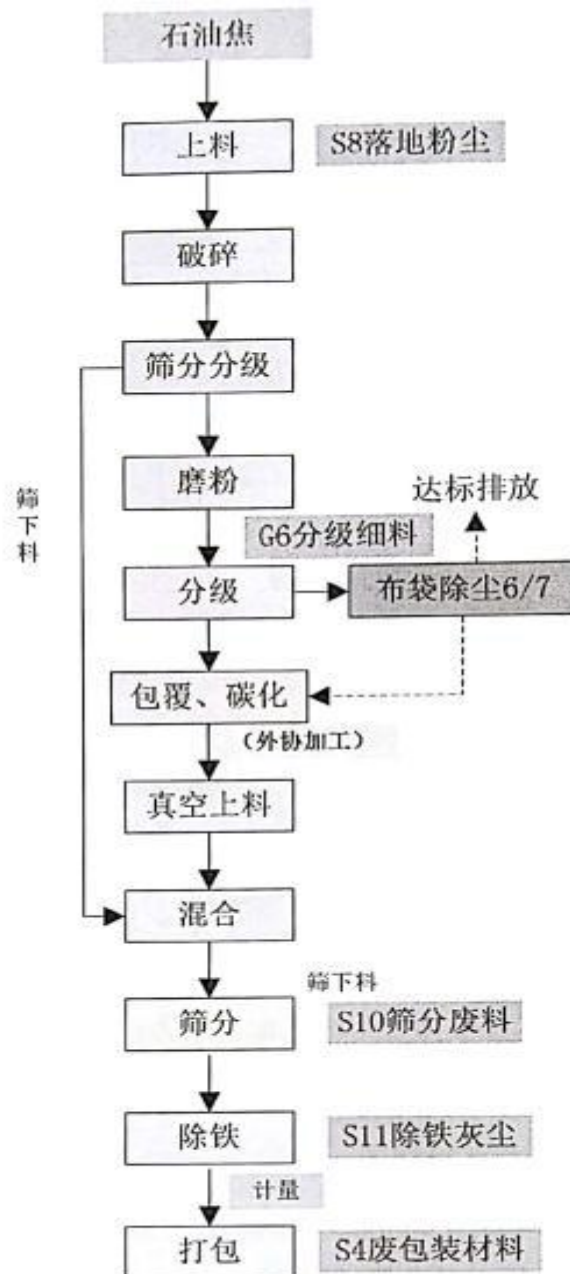 石油焦
上料
S8落地粉尘
破碎
筛分分级
筛下料
磨粉
达标排放
G6分级细料
分级
布袋除尘6/7
包覆、碳化
(外协加工)
真空上料
混合
筛下料
筛分
S10筛分废料
除铁
S11除铁灰尘
计量
打包
S4废包装材料